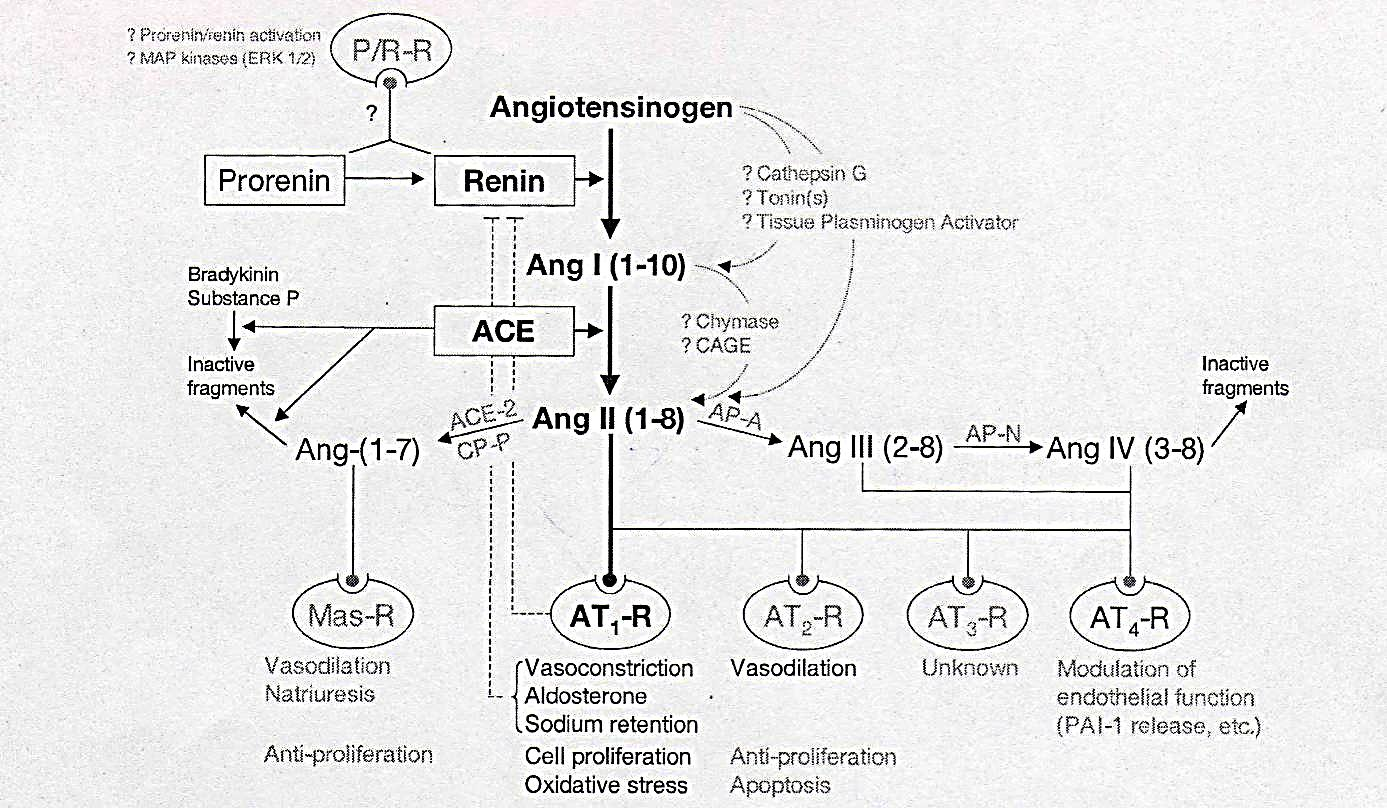 ? Prorenin/renin activation
? MAP kinases (ERK 1/2)
P/R-R
?
Angiotensinogen
Prorenin
Renin
? Cathepsin G
? Tonin(s)
? Tissue Plasminogen Activator
Ang I (1-10)
Bradykinin
Substance P
ACE
? Chymase
? CAGE
Inactive
fragments
Inactive
fragments
ACE-2
CP-P
Ang II (1-8)
AP-A
Ang-(1-7)
Ang III (2-8)
AP-N
Ang IV (3-8)
Mas-R
AT1-R
AT2-R
AT3-R
AT4-R
Vasodilation
Natriuresis
Anti-proliferation
Vasoconstriction
Aldosterone
Sodium retention
Cell proliferation
Oxidative stress
Vasodilation
Anti-proliferation
Apoptosis
Unknown
Modulation of
endothelial function
(PAI-1 release, etc.)